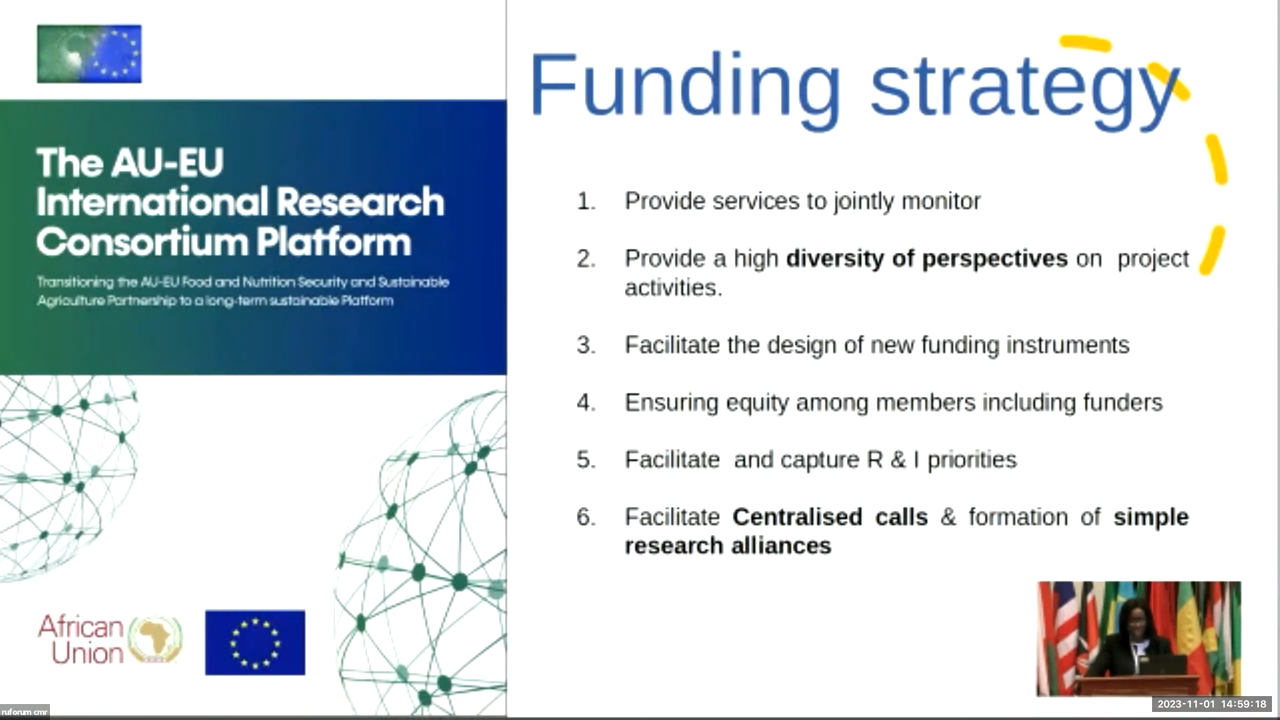 The AU-EU
International Research
Consortium Platform
Transitioning the AU-EU Food and Nutrition Security and Sustainable
Agriculture Partnership to a long-term sustainable Platform
African
Union
Funding strategy
1. Provide services to jointly monitor
2. Provide a high diversity of perspectives on project
activities.
3. Facilitate the design of new funding instruments
4. Ensuring equity among members including funders
5. Facilitate and capture R & I priorities
6. Facilitate Centralised calls & formation of simple
research alliances
ruforum cmr
2023-11-01 14:59:18